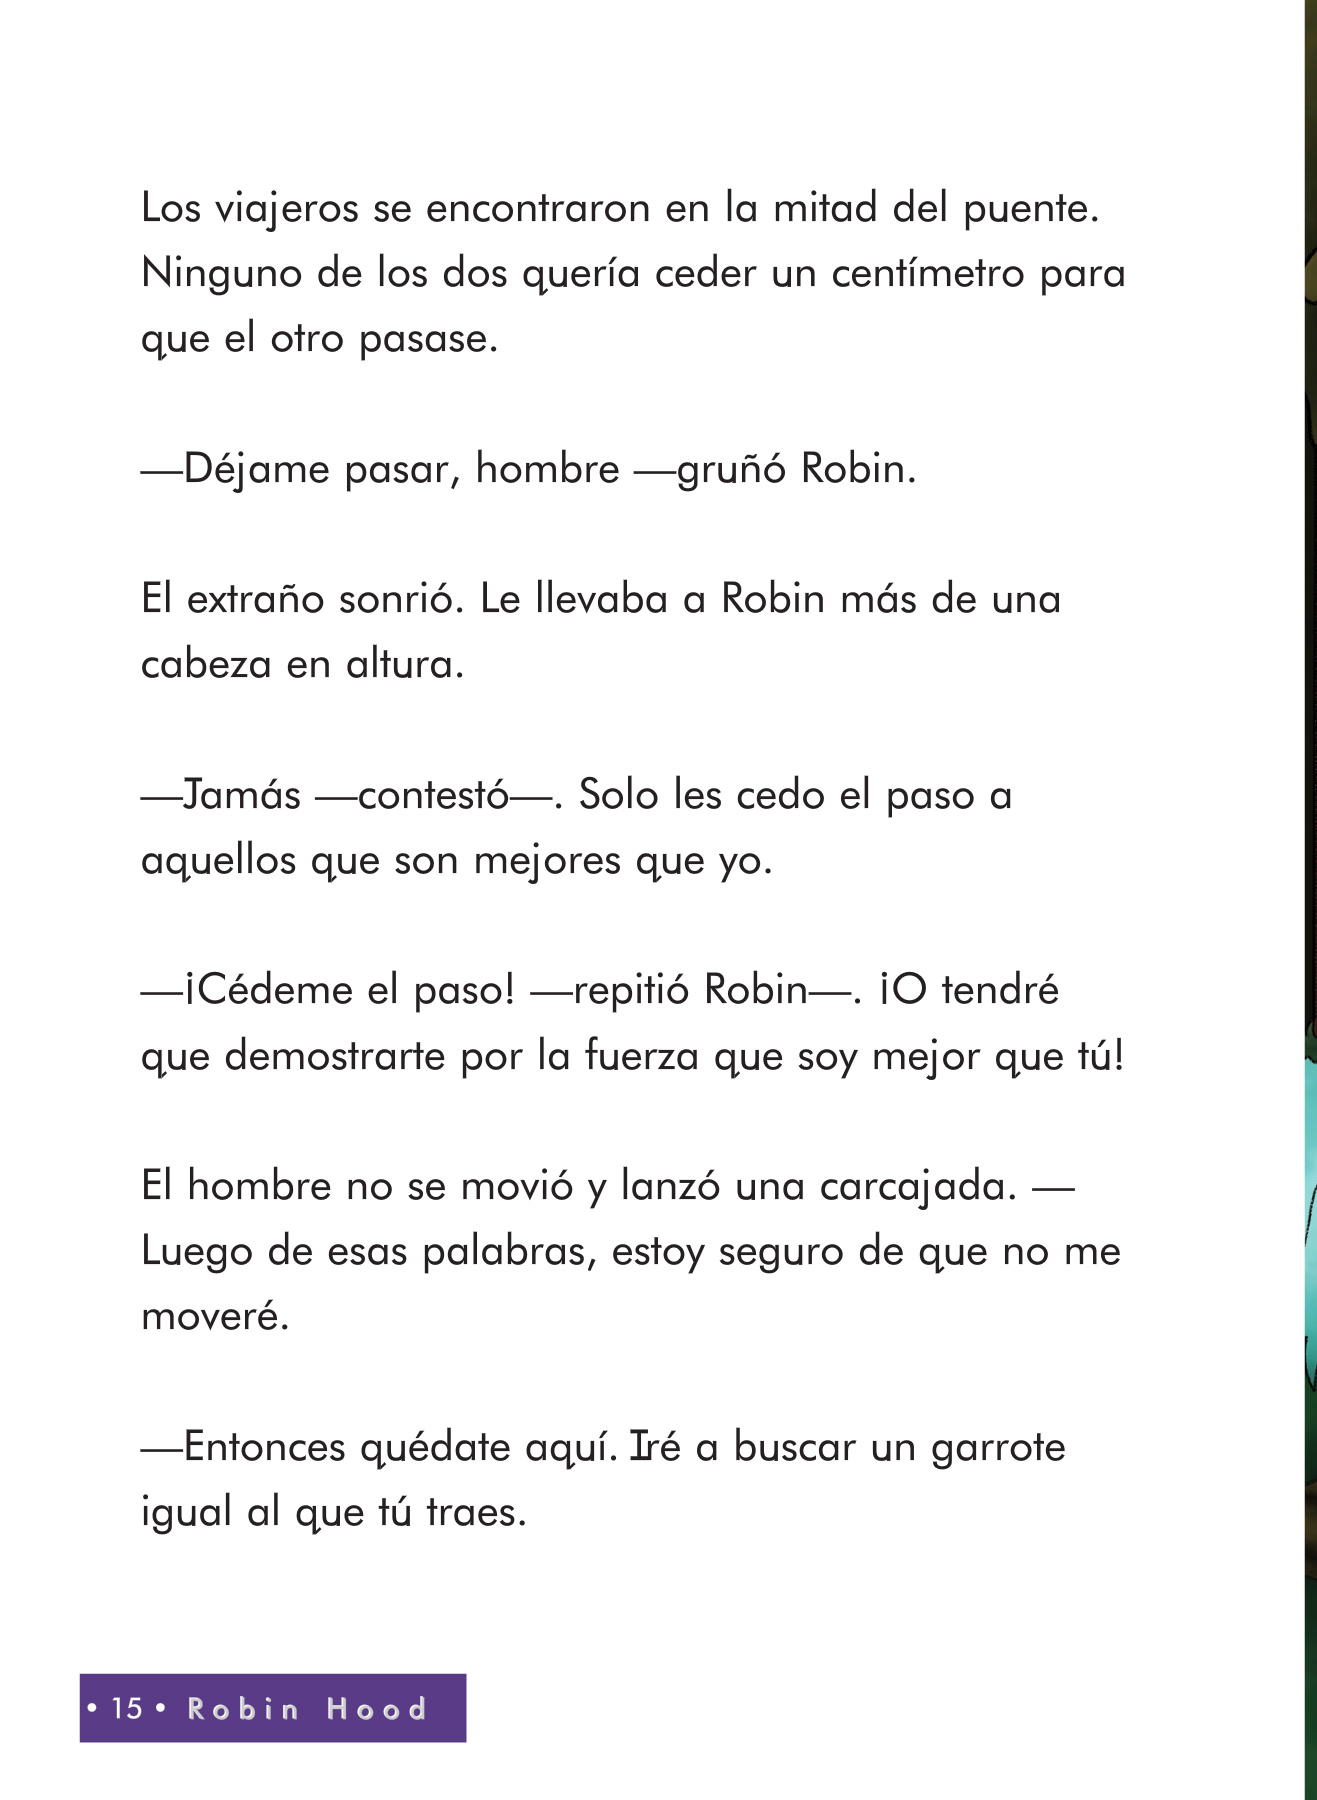 Los viajeros se encontraron en la mitad del puente.
Ninguno de los dos quería ceder un centímetro para
que el otro pasase.
—Déjame pasar, hombre —gruñó Robin.
El extraño sonrió. Le llevaba a Robin más de una
cabeza en altura.
—Jamás —contestó—. Solo les cedo el paso a
aquellos que son mejores que yo.
—¡Cédeme el paso! —repitió Robin—. ¡O tendré
que demostrarte por la fuerza que soy mejor que tú!
El hombre no se movió y lanzó una carcajada. —
Luego de esas palabras, estoy seguro de que no me
moveré.
—Entonces quédate aquí. Iré a buscar un garrote
igual al que tú traes.
• 15 • Robin Hood